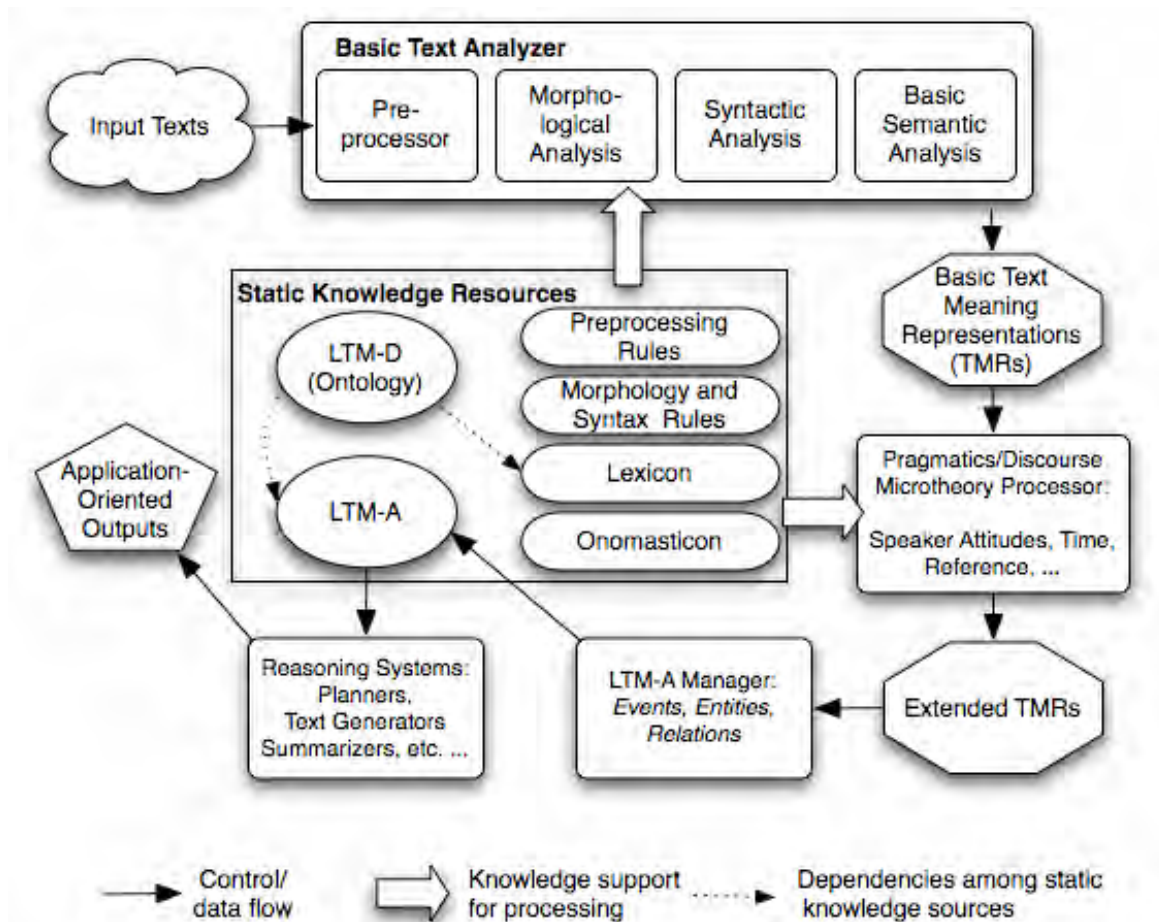 Basic Text Analyzer
Input Texts
Pre-
processor
Morpho-
logical
Analysis
Syntactic
Analysis
Basic
Semantic
Analysis
Static Knowledge Resources
LTM-D
(Ontology)
LTM-A
Preprocessing
Rules
Morphology and
Syntax Rules
Lexicon
Onomasticon
Basic Text
Meaning
Representations
(TMRs)
Pragmatics/Discourse
Microtheory Processor:
Speaker Attitudes, Time,
Reference, ...
Extended TMRs
LTM-A Manager:
Events, Entities,
Relations
Reasoning Systems:
Planners,
Text Generators
Summarizers, etc. ...
Application-
Oriented
Outputs
Control/
data flow
Knowledge support
for processing
Dependencies among static
knowledge sources